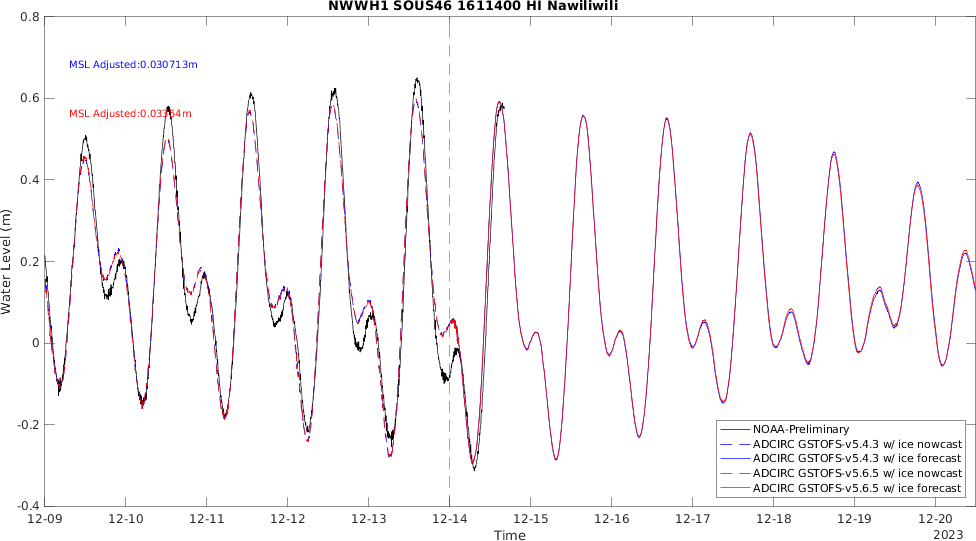 NWWH1 SOUS46 1611400 HI Nawiliwili
0.8
MSL Adjusted:0.030713m
0.6
MSL Adjusted:0.03364m
0.4
0.2
0
-0.2
-0.4
Water Level (m)
NOAA-Preliminary
ADCIRC GSTOFS-v5.4.3 w/ ice nowcast
ADCIRC GSTOFS-v5.4.3 w/ ice forecast
ADCIRC GSTOFS-v5.6.5 w/ ice nowcast
ADCIRC GSTOFS-v5.6.5 w/ ice forecast
12-09 12-10 12-11 12-12 12-13 12-14 12-15 12-16 12-17 12-18 12-19 12-20
2023
Time